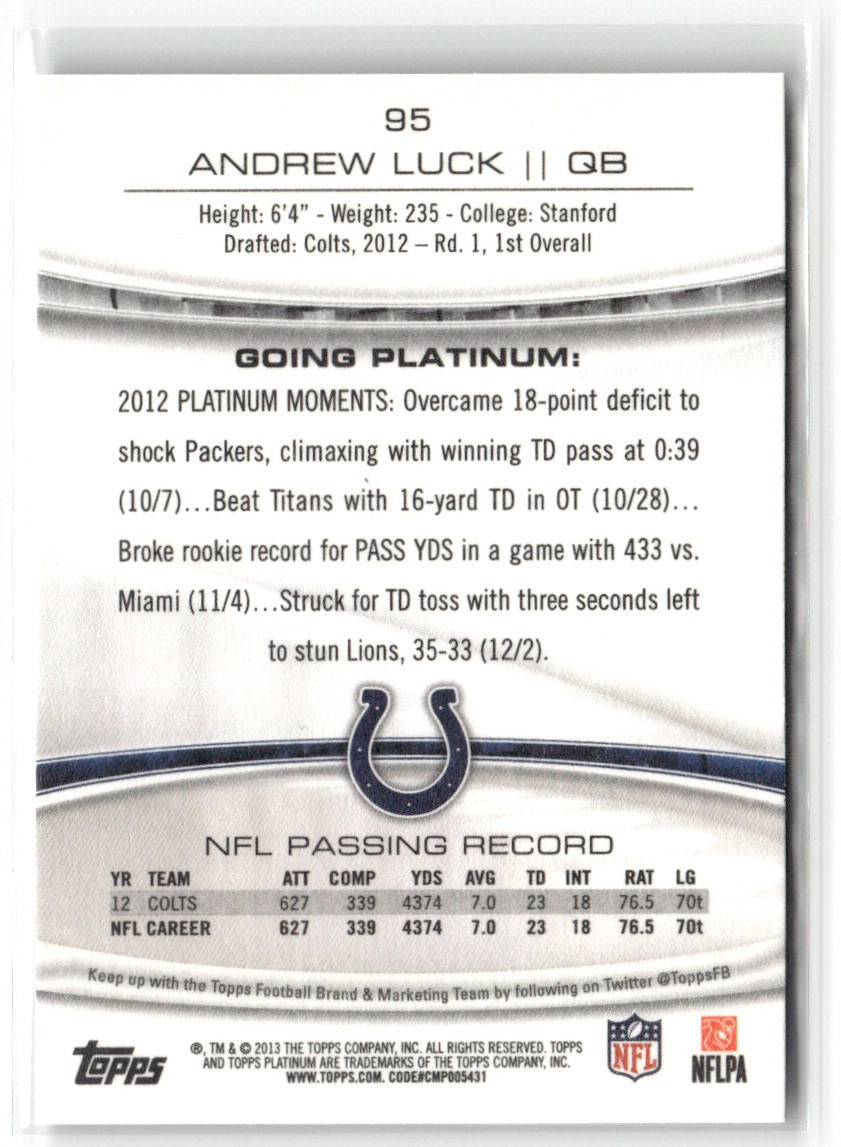 95
ANDREW LUCK || QB
Height: 6'4" - Weight: 235 - College: Stanford
Drafted: Colts, 2012 – Rd. 1, 1st Overall
GOING PLATINUM:
2012 PLATINUM MOMENTS: Overcame 18-point deficit to
shock Packers, climaxing with winning TD pass at 0:39
(10/7)...Beat Titans with 16-yard TD in OT (10/28)...
Broke rookie record for PASS YDS in a game with 433 vs.
Miami (11/4)...Struck for TD toss with three seconds left
to stun Lions, 35-33 (12/2).
NFL PASSING RECORD
YR TEAM ATT COMP YDS AVG TD INT RAT LG
12 COLTS 627 339 4374 7.0 23 18 76.5 70t
NFL CAREER 627 339 4374 7.0 23 18 76.5 70t
Keep up with the Topps Football Brand & Marketing Team by following on Twitter @ToppsFB
topps
®, TM & © 2013 THE TOPPS COMPANY, INC. ALL RIGHTS RESERVED. TOPPS
AND TOPPS PLATINUM ARE TRADEMARKS OF THE TOPPS COMPANY, INC.
WWW.TOPPS.COM. CODE#CMP005431
NFL
NFLPA